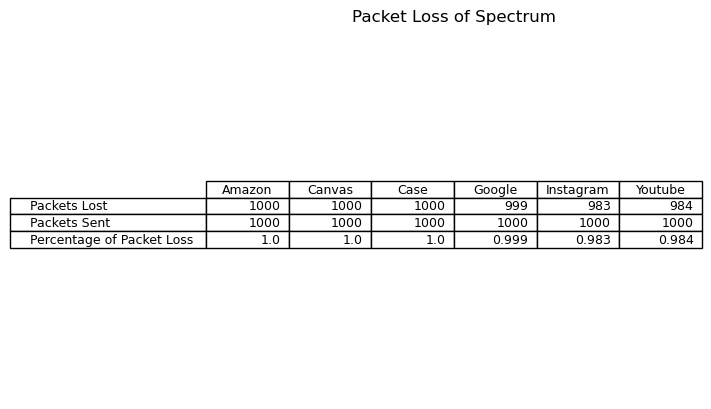 Packet Loss of Spectrum
Amazon Canvas Case Google Instagram Youtube
Packets Lost 1000 1000 1000 999 983 984
Packets Sent 1000 1000 1000 1000 1000 1000
Percentage of Packet Loss 1.0 1.0 1.0 0.999 0.983 0.984